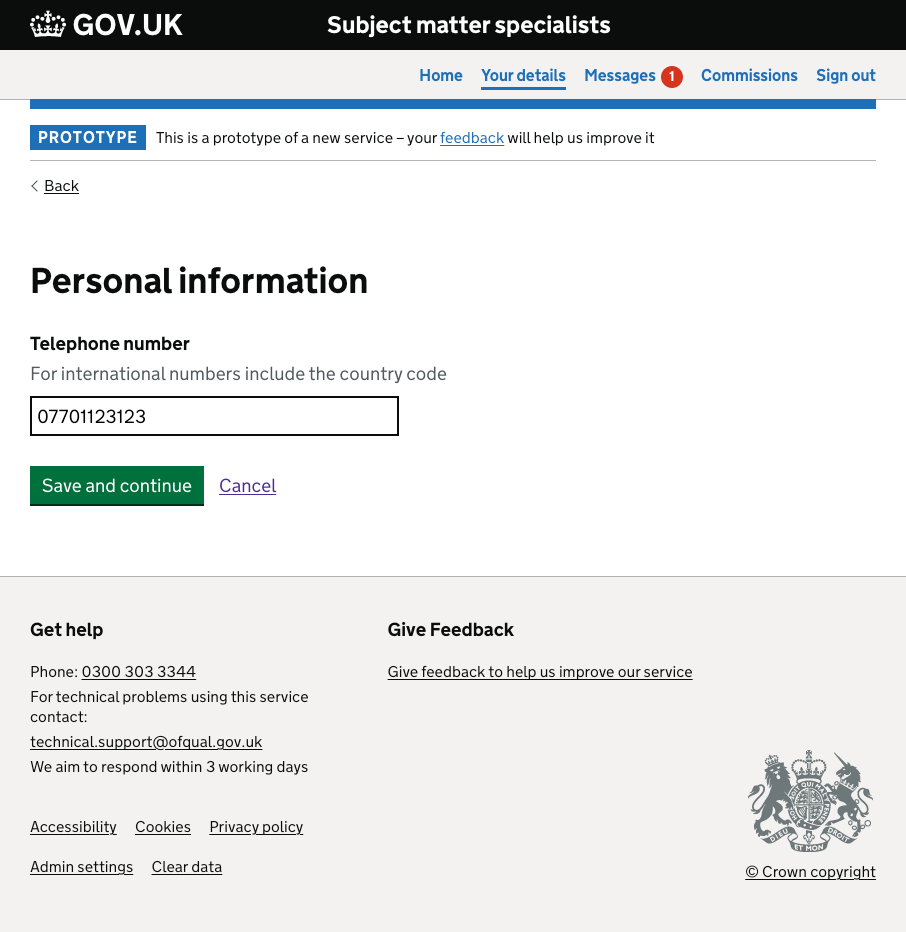 GOV.UK Subject matter specialists
Home Your details Messages 1 Commissions Sign out
PROTOTYPE This is a prototype of a new service – your feedback will help us improve it
Back
Personal information
Telephone number
For international numbers include the country code
07701123123
Save and continue Cancel
Get help
Phone: 0300 303 3344
For technical problems using this service
contact:
technical.support@ofqual.gov.uk
We aim to respond within 3 working days
Give Feedback
Give feedback to help us improve our service
Accessibility Cookies Privacy policy
Admin settings Clear data
DIEU ET MON DROIT
© Crown copyright